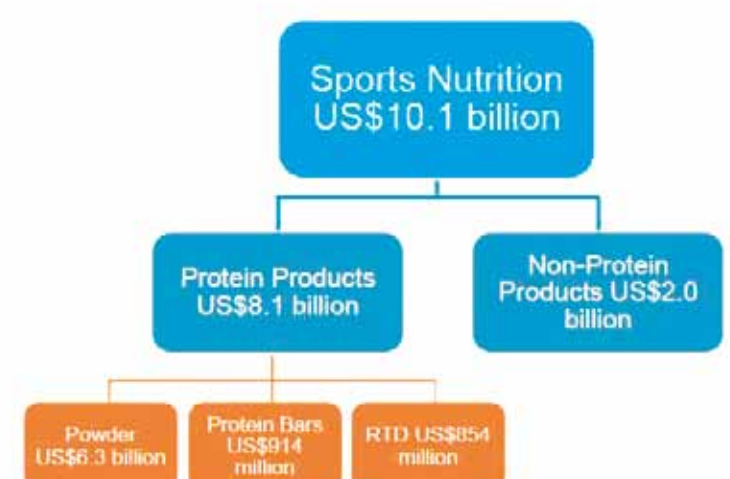 Sports Nutrition
US$10.1 billion
Protein Products
US$8.1 billion
Non-Protein
Products US$2.0
billion
Powder
US$6.3 billion
Protein Bars
US$914
million
RTD US$854
million